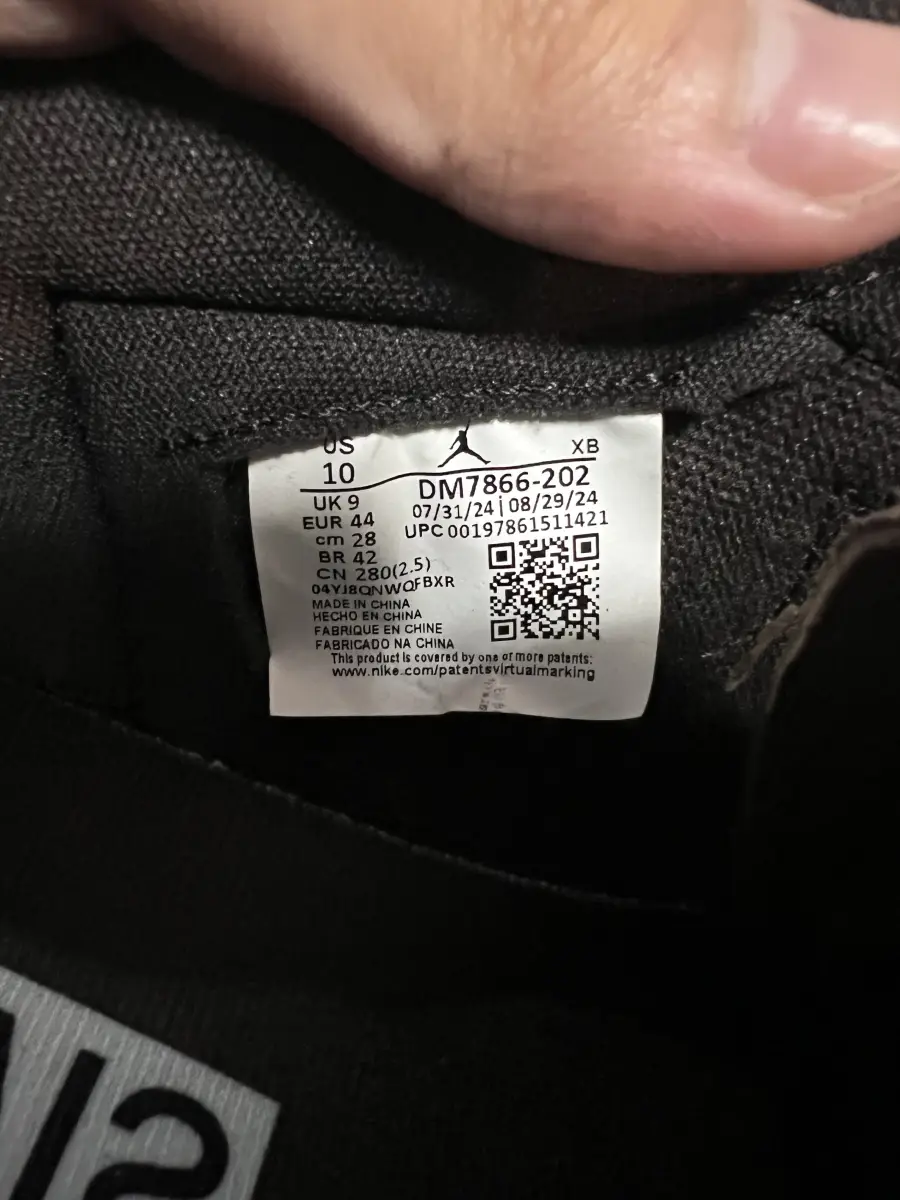 US
10
XB
UK 9
EUR 44
cm 28
BR 42
CN 280(2.5)
04YJ8QNWQFBXR
DM7866-202
07/31/24|08/29/24
UPC 00197861511421
MADE IN CHINA
HECHO EN CHINA
FABRIQUE EN CHINE
FABRICADO NA CHINA
This product is covered by one or more patents:
www.nike.com/patentsvirtualmarking